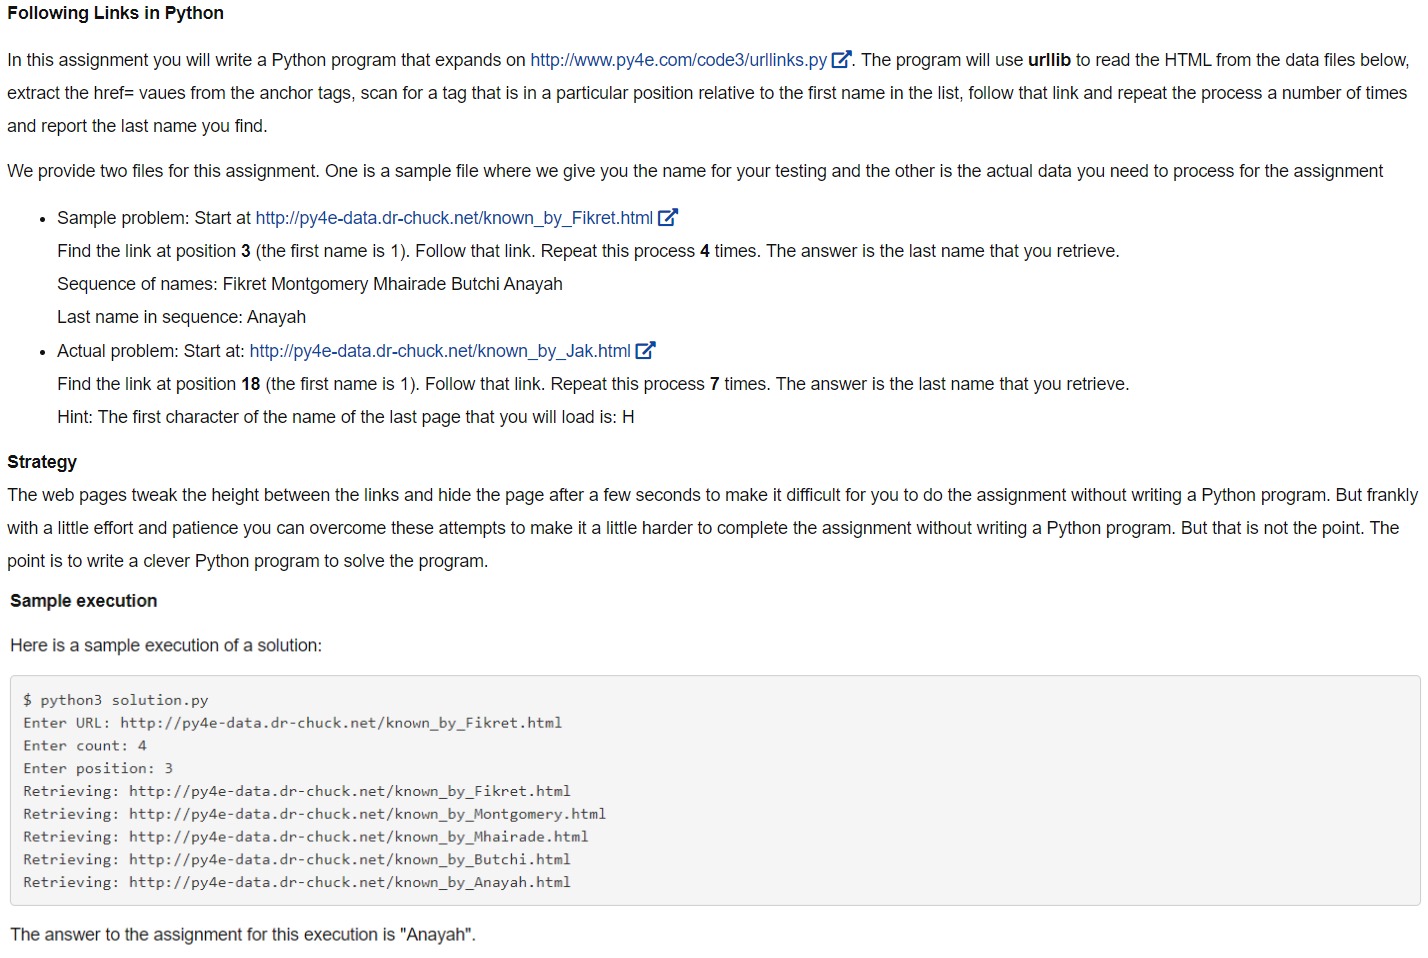 Following Links in Python
In this assignment you will write a Python program that expands on http://www.py4e.com/code3/urllinks.py. The program will use urllib to read the HTML from the data files below,
extract the href= vaues from the anchor tags, scan for a tag that is in a particular position relative to the first name in the list, follow that link and repeat the process a number of times
and report the last name you find.
We provide two files for this assignment. One is a sample file where we give you the name for your testing and the other is the actual data you need to process for the assignment
• Sample problem: Start at http://py4e-data.dr-chuck.net/known_by_Fikret.html
Find the link at position 3 (the first name is 1). Follow that link. Repeat this process 4 times. The answer is the last name that you retrieve.
Sequence of names: Fikret Montgomery Mhairade Butchi Anayah
Last name in sequence: Anayah
• Actual problem: Start at: http://py4e-data.dr-chuck.net/known_by_Jak.html
Find the link at position 18 (the first name is 1). Follow that link. Repeat this process 7 times. The answer is the last name that you retrieve.
Hint: The first character of the name of the last page that you will load is: H
Strategy
The web pages tweak the height between the links and hide the page after a few seconds to make it difficult for you to do the assignment without writing a Python program. But frankly
with a little effort and patience you can overcome these attempts to make it a little harder to complete the assignment without writing a Python program. But that is not the point. The
point is to write a clever Python program to solve the program.
Sample execution
Here is a sample execution of a solution:
$ python3 solution.py
Enter URL: http://py4e-data.dr-chuck.net/known_by_Fikret.html
Enter count: 4
Enter position: 3
Retrieving: http://py4e-data.dr-chuck.net/known_by_Fikret.html
Retrieving: http://py4e-data.dr-chuck.net/known_by_Montgomery.html
Retrieving: http://py4e-data.dr-chuck.net/known_by_Mhairade.html
Retrieving: http://py4e-data.dr-chuck.net/known_by_Butchi.html
Retrieving: http://py4e-data.dr-chuck.net/known_by_Anayah.html
The answer to the assignment for this execution is "Anayah".